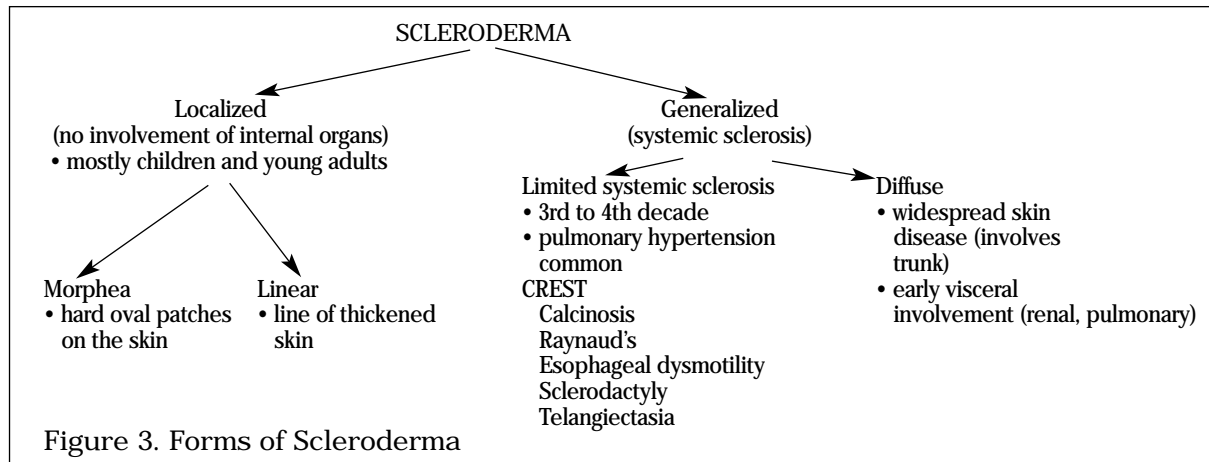 SCLERODERMA
Localized
(no involvement of internal organs)
• mostly children and young adults
Morphea
• hard oval patches
on the skin
Linear
• line of thickened
skin
Generalized
(systemic sclerosis)
Limited systemic sclerosis
• 3rd to 4th decade
• pulmonary hypertension
common
CREST
Calcinosis
Raynaud's
Esophageal dysmotility
Sclerodactyly
Telangiectasia
Diffuse
• widespread skin
disease (involves
trunk)
• early visceral
involvement (renal, pulmonary)
Figure 3. Forms of Scleroderma